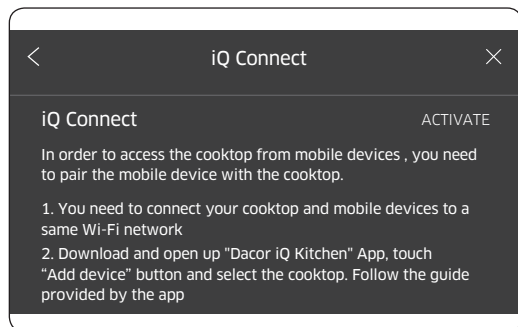 iQ Connect
iQ Connect ACTIVATE
In order to access the cooktop from mobile devices , you need
to pair the mobile device with the cooktop.
1. You need to connect your cooktop and mobile devices to a
same Wi-Fi network
2. Download and open up "Dacor iQ Kitchen" App, touch
“Add device” button and select the cooktop. Follow the guide
provided by the app